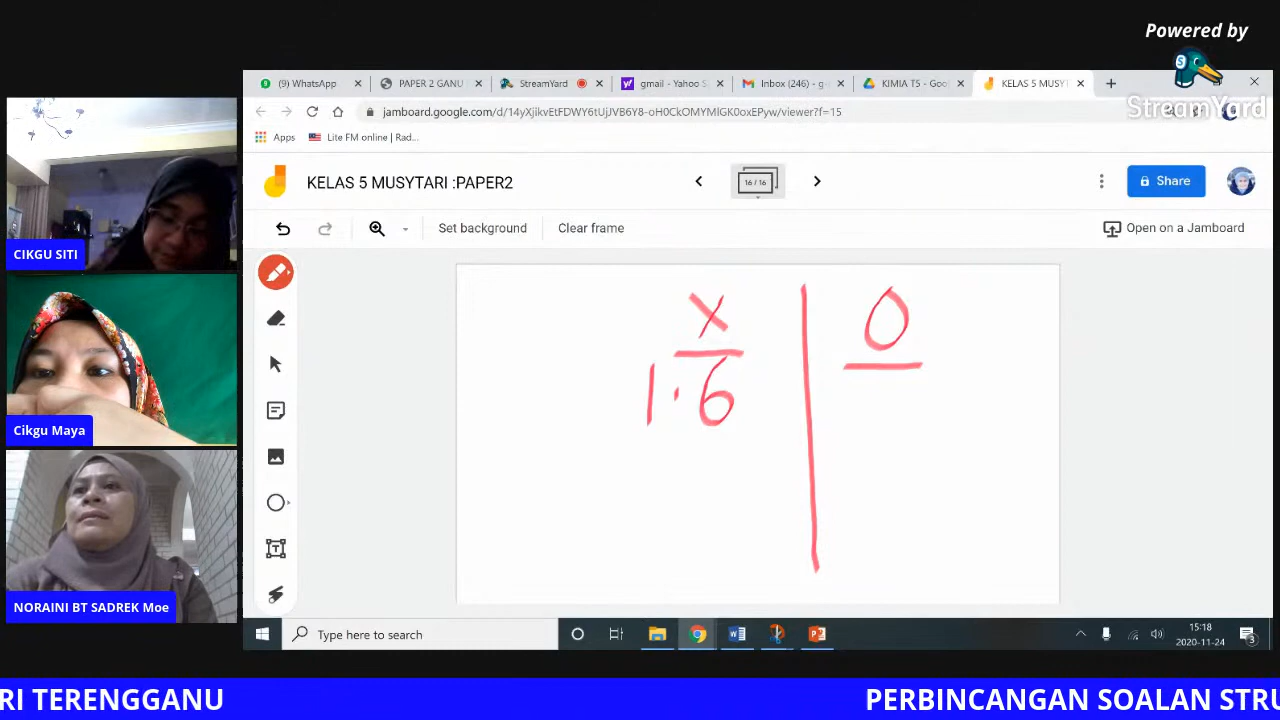 Powered by
StreamYard
(9) WhatsApp
PAPER 2 GANU
StreamYard
gmail - Yahoo S
Inbox (246) - g
KIMIA T5 - Goo
KELAS 5 MUSYT
jamboard.google.com/d/
/viewer?f=15
Apps
Lite FM online | Rad...
KELAS 5 MUSYTARI :PAPER2
16 / 16
Share
Set background
Clear frame
Open on a Jamboard
CIKGU SITI
Cikgu Maya
NORAINI BT SADREK Moe
X
O
1.6
Type here to search
15:18
2020-11-24
3
RI TERENGGANU
PERBINCANGAN SOALAN STRU